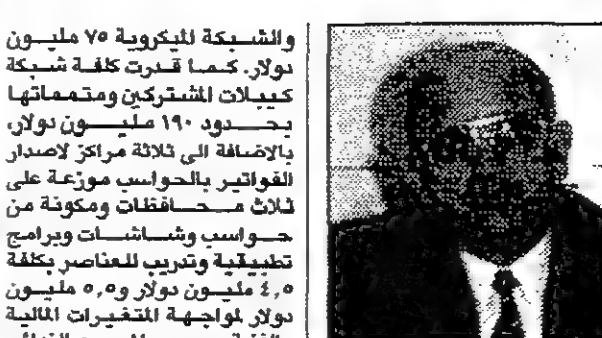 والشبكة الميكروية ٧٥ مليون
دولار. كما قدرت كلفة شبكة
كيبلات المشتركين ومتمماتها
بحدود ١٩٠ مليون دولار،
بالاضافة الى ثلاثة مراكز لاصدار
الفواتير بالحواسب موزعة على
ثلاث محافظات ومكونة من
حواسب وشاشات وبرامج
تطبيقية وتدريب للعناصر بكلفة
٤,٥ مليون دولار و٥,٥ مليون
دولار لمواجهة المتغيرات المالية